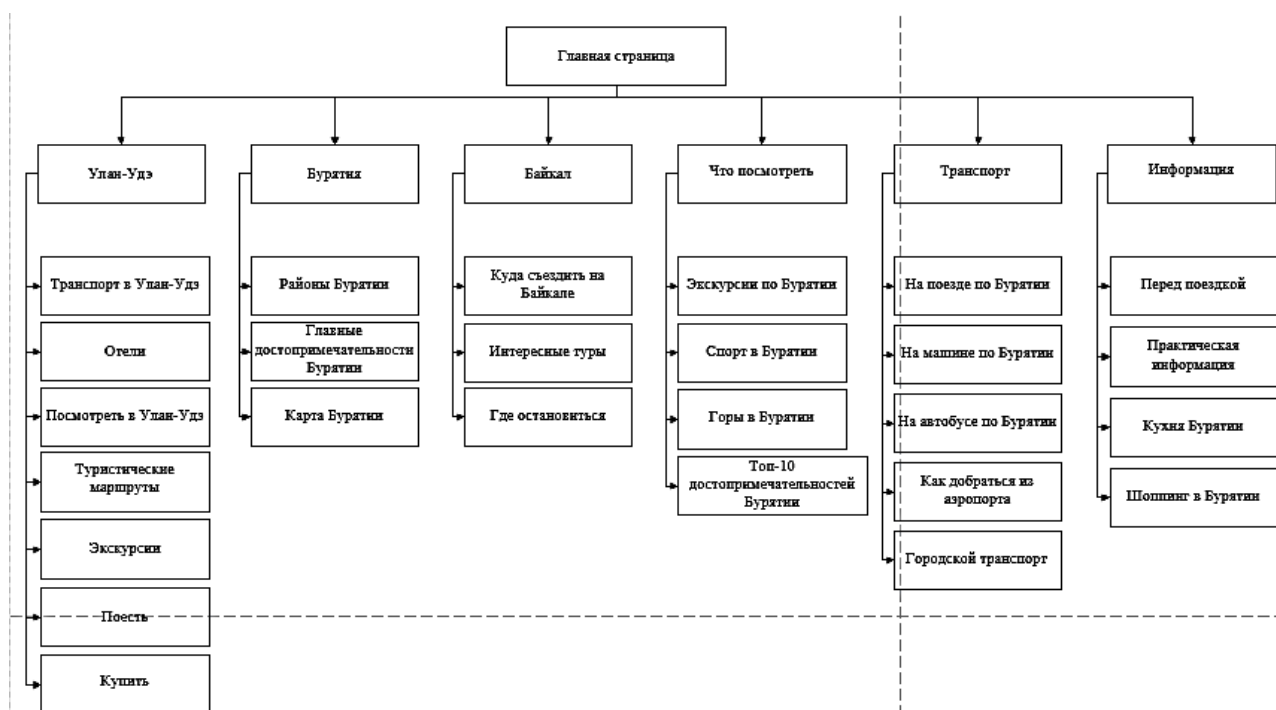 Главная страница
Улан-Удэ
Бурятия
Байкал
Что посмотреть
Транспорт
Информация
Транспорт в Улан-Удэ
Отели
Посмотреть в Улан-Удэ
Туристические
маршруты
Экскурсии
Поесть
Купить
Районы Бурятии
Главные
достопримечательности
Бурятии
Карта Бурятии
Куда съездить на
Байкале
Интересные туры
Где остановиться
Экскурсии по Бурятии
Спорт в Бурятии
Горы в Бурятии
Топ-10
достопримечательностей
Бурятии
На поезде по Бурятии
На машине по Бурятии
На автобусе по Бурятии
Как добраться из
аэропорта
Городской транспорт
Перед поездкой
Практическая
информация
Кухня Бурятии
Шоппинг в Бурятии